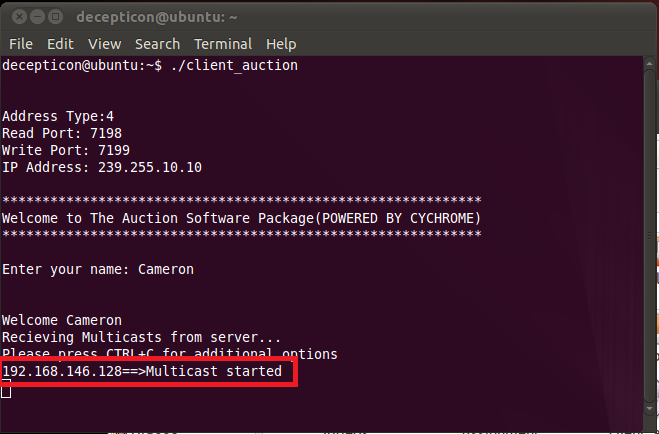 decepticon@ubuntu: ~
File Edit View Search Terminal Help
decepticon@ubuntu:~$ ./client_auction
Address Type:4
Read Port: 7198
Write Port: 7199
IP Address: 239.255.10.10
************************************************************
Welcome to The Auction Software Package(POWERED BY CYCHROME)
************************************************************
Enter your name: Cameron
Welcome Cameron
Recieving Multicasts from server...
Please press CTRL+C for additional options
192.168.146.128==>Multicast started